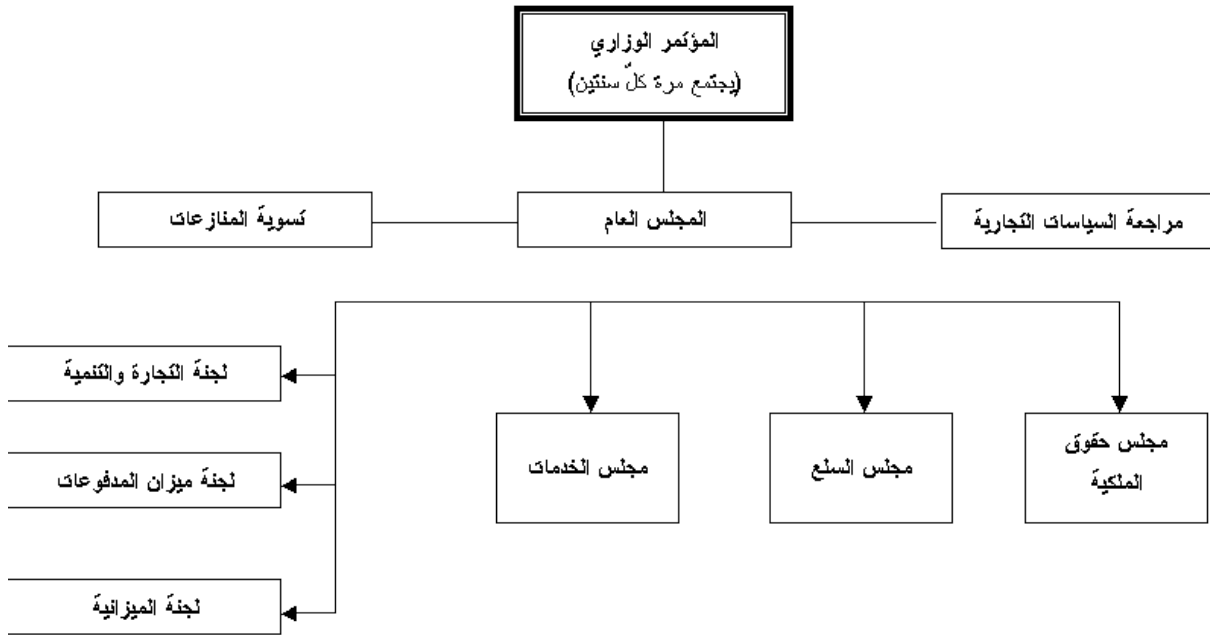 المؤتمر الوزاري
(يجتمع مرة كلّ سنتين)
مراجعة السياسات التجارية
المجلس العام
تسوية المنازعات
مجلس حقوق
الملكية
مجلس السلع
مجلس الخدمات
لجنة التجارة والتنمية
لجنة ميزان المدفوعات
لجنة الميزانية